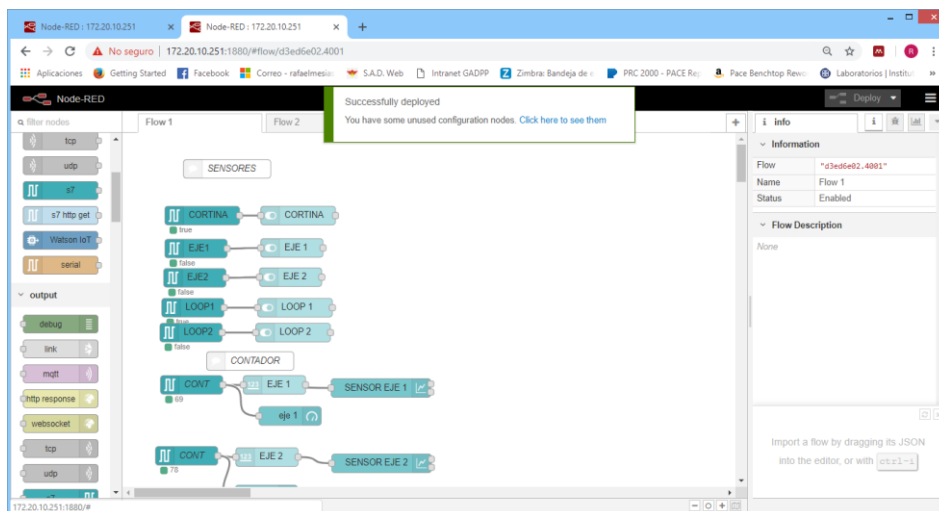 Node-RED : 172.20.10.251
Node-RED : 172.20.10.251
No seguro | 172.20.10.251:1880/#flow/d3ed6e02.4001
Aplicaciones Getting Started Facebook Correo - rafaelmesia S.A.D. Web Intranet GADPP Zimbra: Bandeja de PRC 2000 - PACE Re Pace Benchtop Rewo Laboratorios | Institu »
Node-RED
Deploy
Successfully deployed
You have some unused configuration nodes. Click here to see them
filter nodes
tcp
udp
s7
s7 http get
Watson IoT
serial
output
debug
link
mqtt
http response
websocket
tcp
udp
s7
Flow 1
Flow 2
SENSORES
CORTINA CORTINA
true
EJE1 EJE 1
false
EJE2 EJE 2
false
LOOP1 LOOP 1
true
LOOP2 LOOP 2
false
CONTADOR
CONT 123 EJE 1 SENSOR EJE 1
69
eje 1
CONT 123 EJE 2 SENSOR EJE 2
78
i info
Information
Flow "d3ed6e02.4001"
Name Flow 1
Status Enabled
Flow Description
None
Import a flow by dragging its JSON
into the editor, or with ctrl-i
172.20.10.251:1880/#